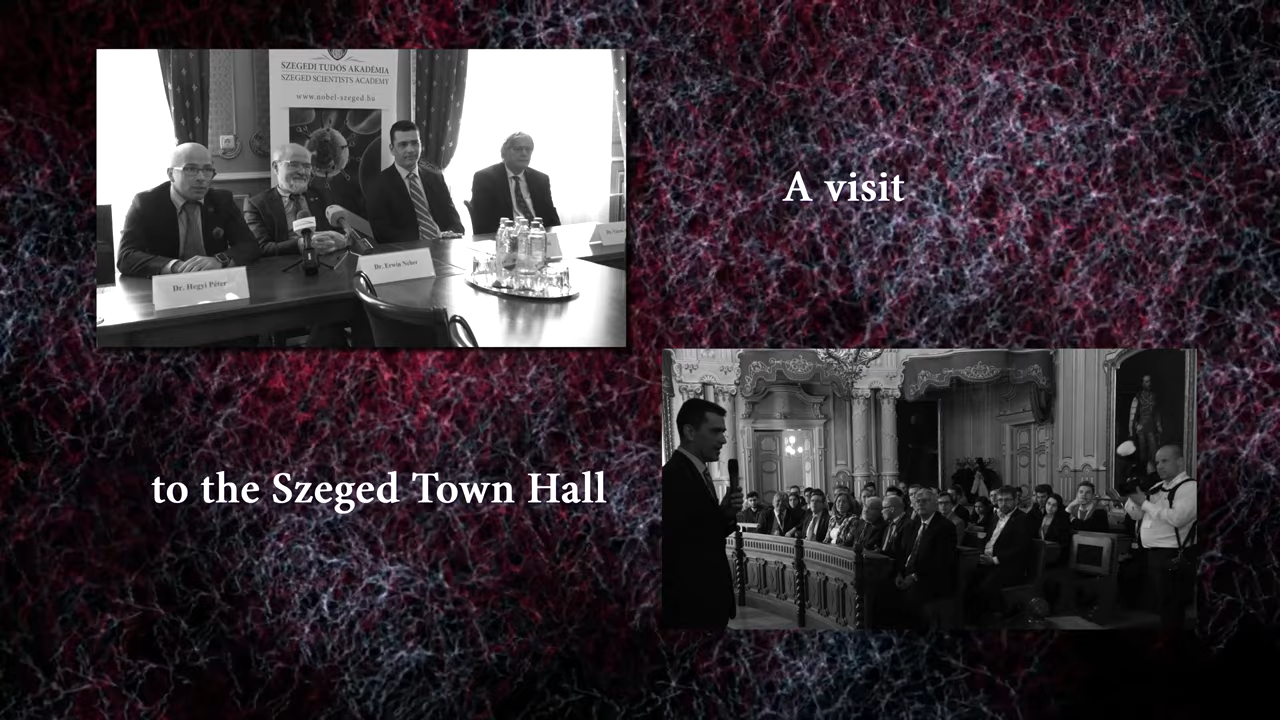 SZEGEDI TUDÓS AKADÉMIA
SZEGED SCIENTISTS ACADEMY
www.nobel-szeged.hu
Dr. Hegyi Péter
Dr. Erwin Neher
A visit
to the Szeged Town Hall